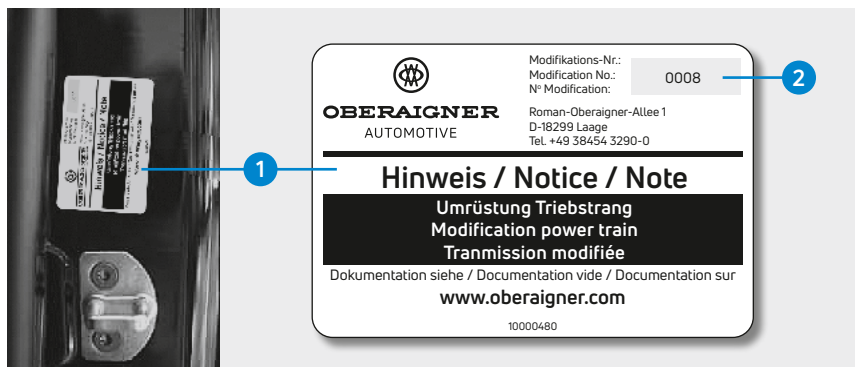 1
OBERAIGNER
AUTOMOTIVE
Modifikations-Nr.:
Modification No.:
Nº Modification:
0008
2
Roman-Oberaigner-Allee 1
D-18299 Laage
Tel. +49 38454 3290-0
Hinweis / Notice / Note
Umrüstung Triebstrang
Modification power train
Tranmission modifiée
Dokumentation siehe / Documentation vide / Documentation sur
www.oberaigner.com
10000480